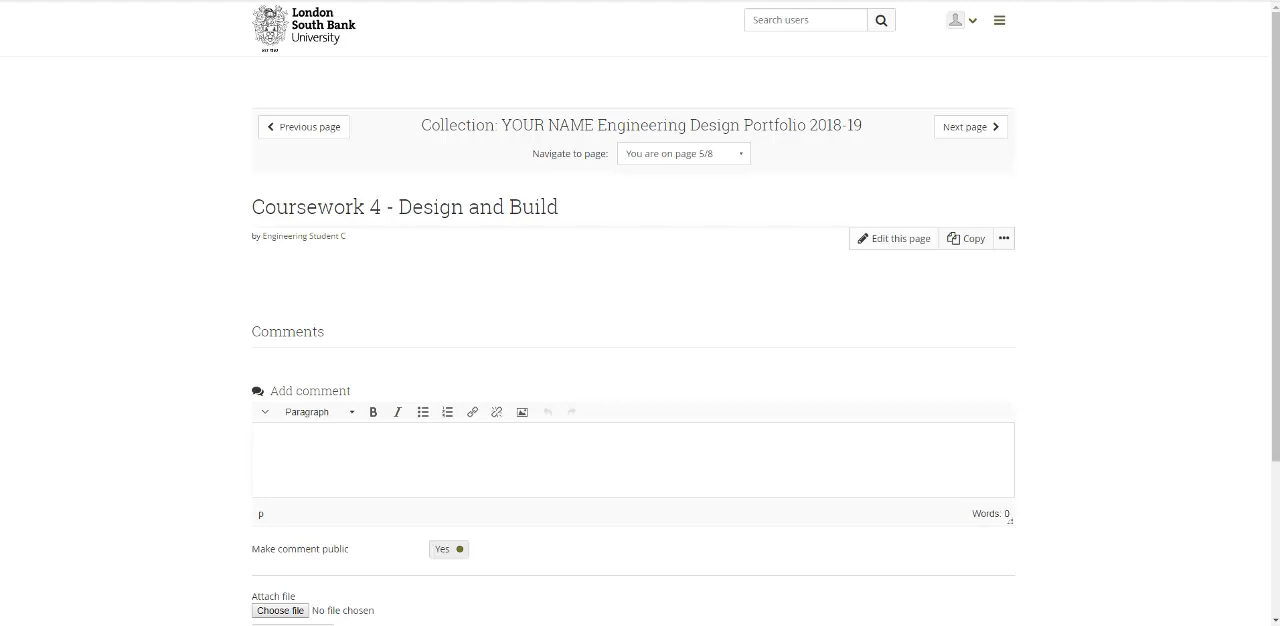 London
South Bank
University
EST 1892
Search users
Previous page
Collection: YOUR NAME Engineering Design Portfolio 2018-19
Next page
Navigate to page:
You are on page 5/8
Coursework 4 - Design and Build
by Engineering Student C
Edit this page
Copy
Comments
Add comment
Paragraph
B
I
p
Words: 0
Make comment public
Yes
Attach file
Choose file No file chosen